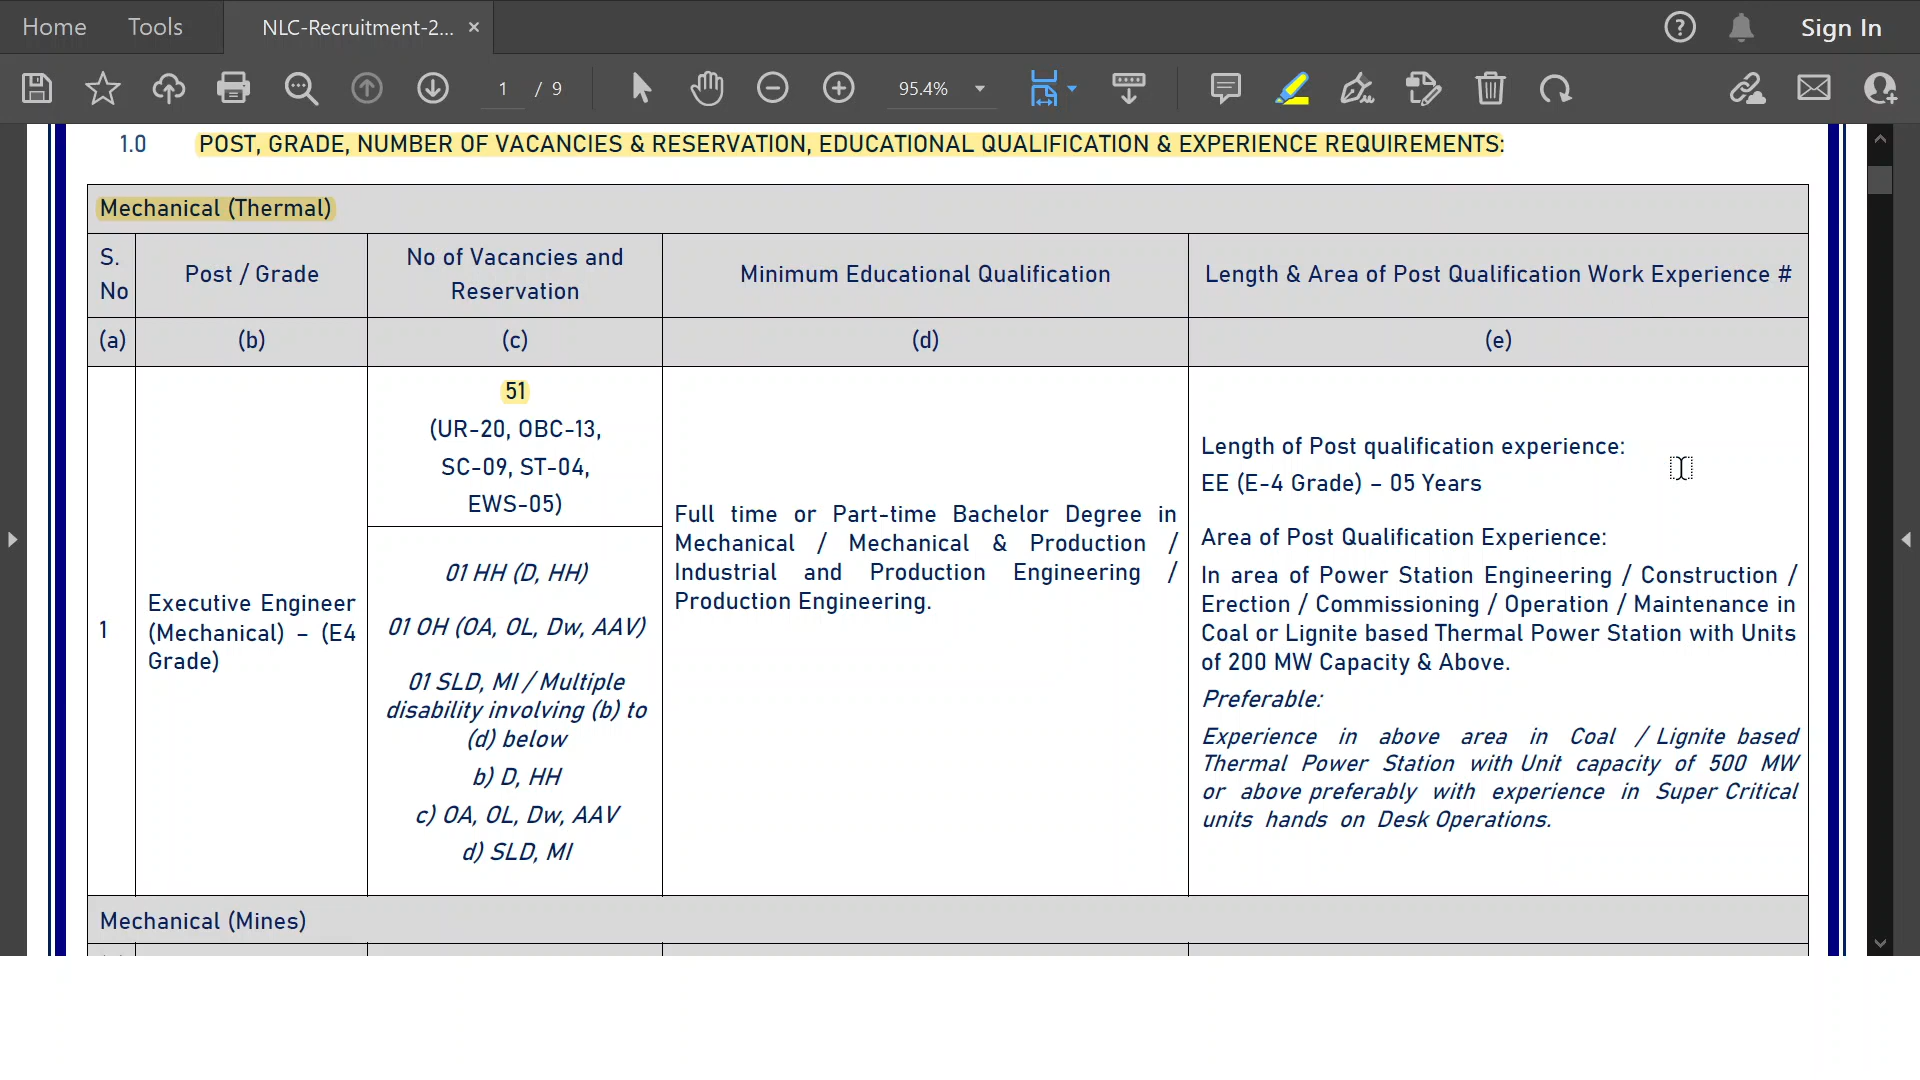 Home Tools NLC-Recruitment-2... × Sign In
1 / 9 95.4%
1.0 POST, GRADE, NUMBER OF VACANCIES & RESERVATION, EDUCATIONAL QUALIFICATION & EXPERIENCE REQUIREMENTS:
Mechanical (Thermal)
S.
No
Post / Grade
No of Vacancies and
Reservation
Minimum Educational Qualification
Length & Area of Post Qualification Work Experience #
(a) (b) (c) (d) (e)
1
Executive Engineer
(Mechanical) – (E4
Grade)
51
(UR-20, OBC-13,
SC-09, ST-04,
EWS-05)
01 HH (D, HH)
01 OH (OA, OL, Dw, AAV)
01 SLD, MI / Multiple
disability involving (b) to
(d) below
b) D, HH
c) OA, OL, Dw, AAV
d) SLD, MI
Full time or Part-time Bachelor Degree in
Mechanical / Mechanical & Production /
Industrial and Production Engineering /
Production Engineering.
Length of Post qualification experience:
EE (E-4 Grade) – 05 Years
Area of Post Qualification Experience:
In area of Power Station Engineering / Construction /
Erection / Commissioning / Operation / Maintenance in
Coal or Lignite based Thermal Power Station with Units
of 200 MW Capacity & Above.
Preferable:
Experience in above area in Coal / Lignite based
Thermal Power Station with Unit capacity of 500 MW
or above preferably with experience in Super Critical
units hands on Desk Operations.
Mechanical (Mines)